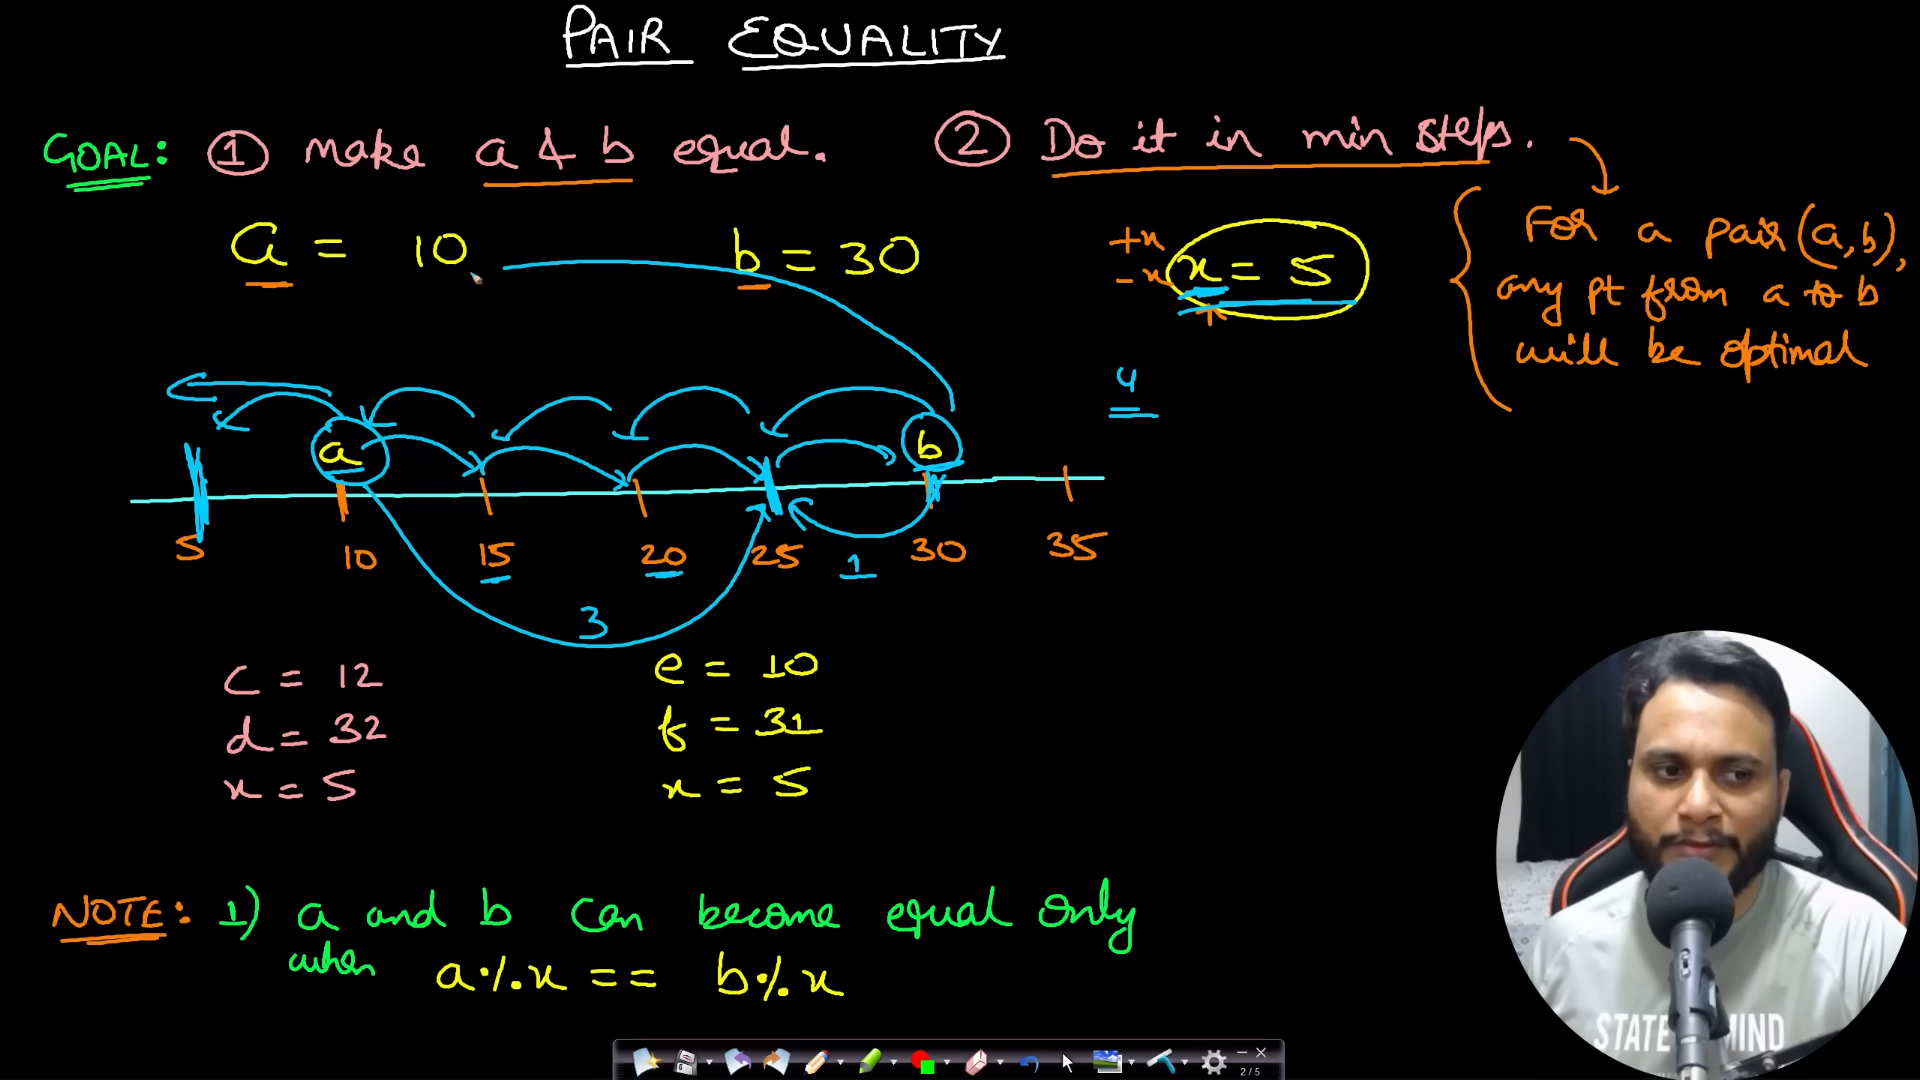 PAIR EQUALITY
GOAL: ① make a & b equal. ② Do it in min steps.
a = 10 b = 30
+x
-x
x = 5
For a pair (a,b),
any pt from a to b
will be optimal
4
a b
5 10 15 20 25 30 35
1
3
c = 12
d = 32
x = 5
e = 10
f = 31
x = 5
NOTE: 1) a and b can become equal only
when a·/.x == b·/.x
2/5
STATE MIND